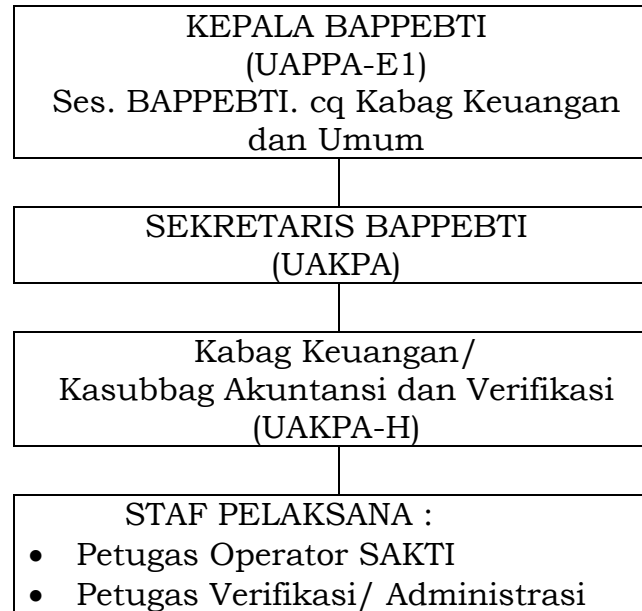 KEPALA BAPPEBTI
(UAPPA-E1)
Ses. BAPPEBTI. cq Kabag Keuangan
dan Umum
SEKRETARIS BAPPEBTI
(UAKPA)
Kabag Keuangan/
Kasubbag Akuntansi dan Verifikasi
(UAKPA-H)
STAF PELAKSANA :
• Petugas Operator SAKTI
• Petugas Verifikasi/ Administrasi